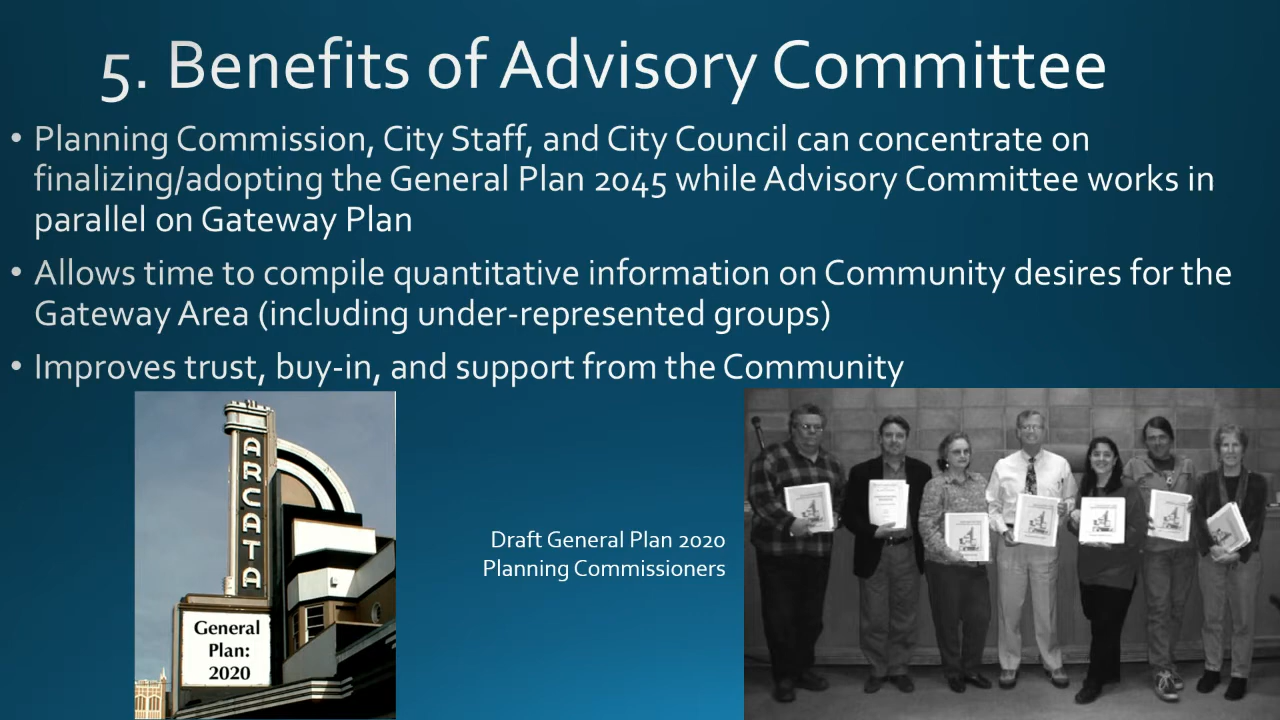 5. Benefits of Advisory Committee
• Planning Commission, City Staff, and City Council can concentrate on
finalizing/adopting the General Plan 2045 while Advisory Committee works in
parallel on Gateway Plan
• Allows time to compile quantitative information on Community desires for the
Gateway Area (including under-represented groups)
• Improves trust, buy-in, and support from the Community
ARCATA
General
Plan:
2020
Draft General Plan 2020
Planning Commissioners